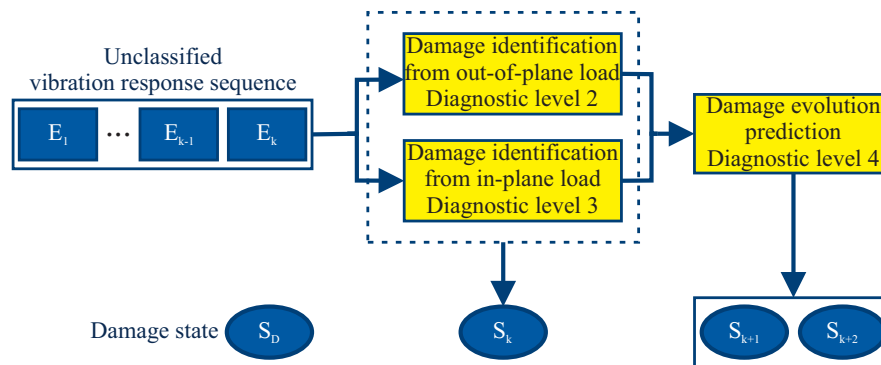 Unclassified
vibration response sequence
E₁ ... Eₖ₋₁ Eₖ
Damage identification
from out-of-plane load
Diagnostic level 2
Damage identification
from in-plane load
Diagnostic level 3
Damage evolution
prediction
Diagnostic level 4
Damage state S_D Sₖ Sₖ₊₁ Sₖ₊₂